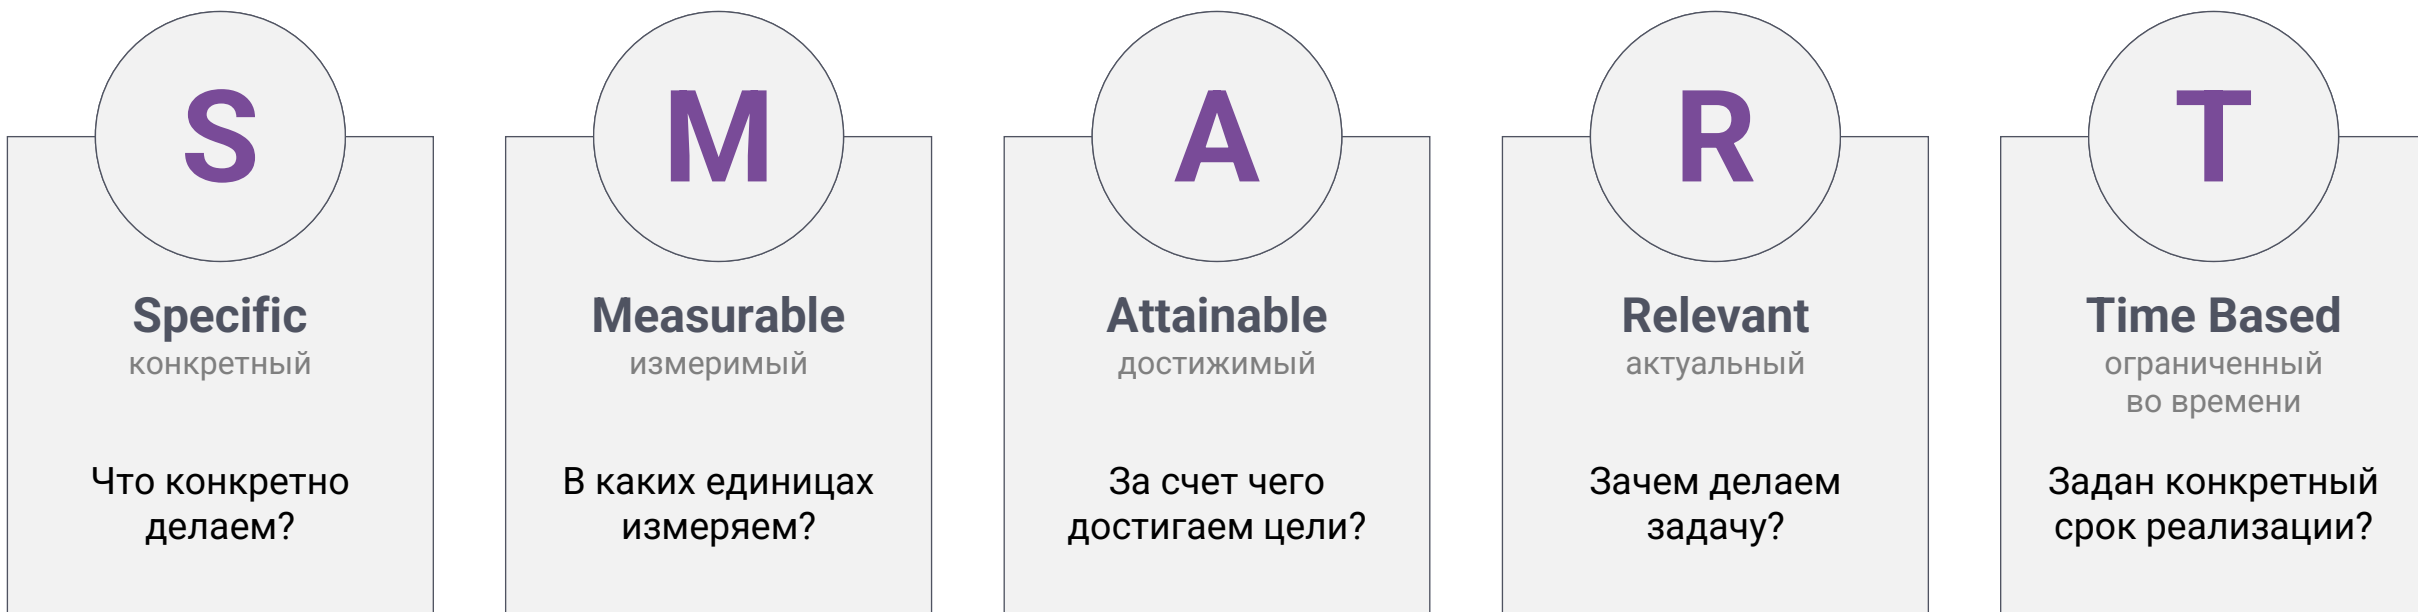 S
Specific
конкретный
Что конкретно
делаем?
M
Measurable
измеримый
В каких единицах
измеряем?
A
Attainable
достижимый
За счет чего
достигаем цели?
R
Relevant
актуальный
Зачем делаем
задачу?
T
Time Based
ограниченный
во времени
Задан конкретный
срок реализации?